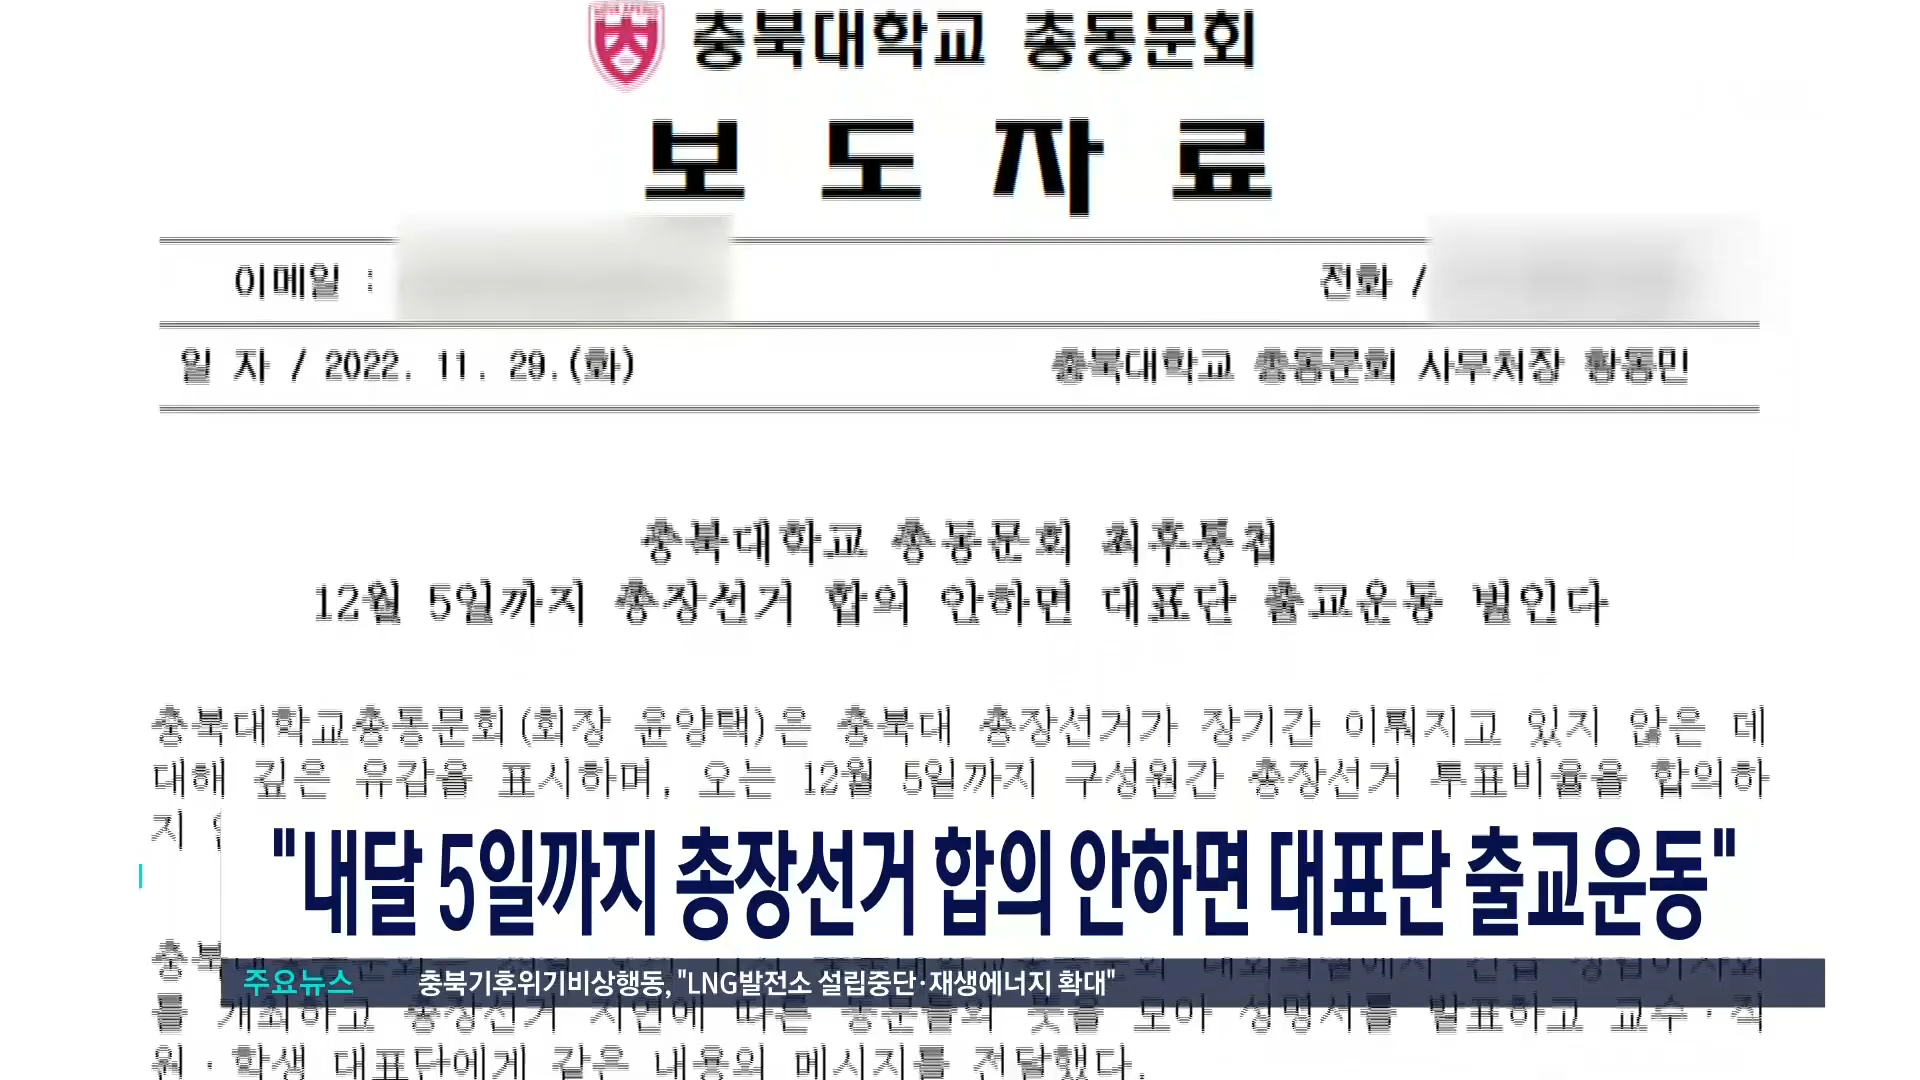 충북대학교 총동문회
보 도 자 료
이메일 :
전화 /
일 자 / 2022. 11. 29.(화)
충북대학교 총동문회 사무처장 황동민
충북대학교 총동문회 최후통첩
12월 5일까지 총장선거 합의 안하면 대표단 출교운동 벌인다
충북대학교총동문회(회장 윤양택)은 충북대 총장선거가 장기간 이뤄지고 있지 않은 데
대해 깊은 유감을 표시하며, 오는 12월 5일까지 구성원간 총장선거 투표비율을 합의하
지
"내달 5일까지 총장선거 합의 안하면 대표단 출교운동"
충북
주요뉴스 충북기후위기비상행동, "LNG발전소 설립중단·재생에너지 확대"
를 개최하고 총장선거 지연에 따른 동문들의 뜻을 모아 성명서를 발표하고 교수·직
원·학생 대표단에게 같은 내용의 메시지를 전달했다.